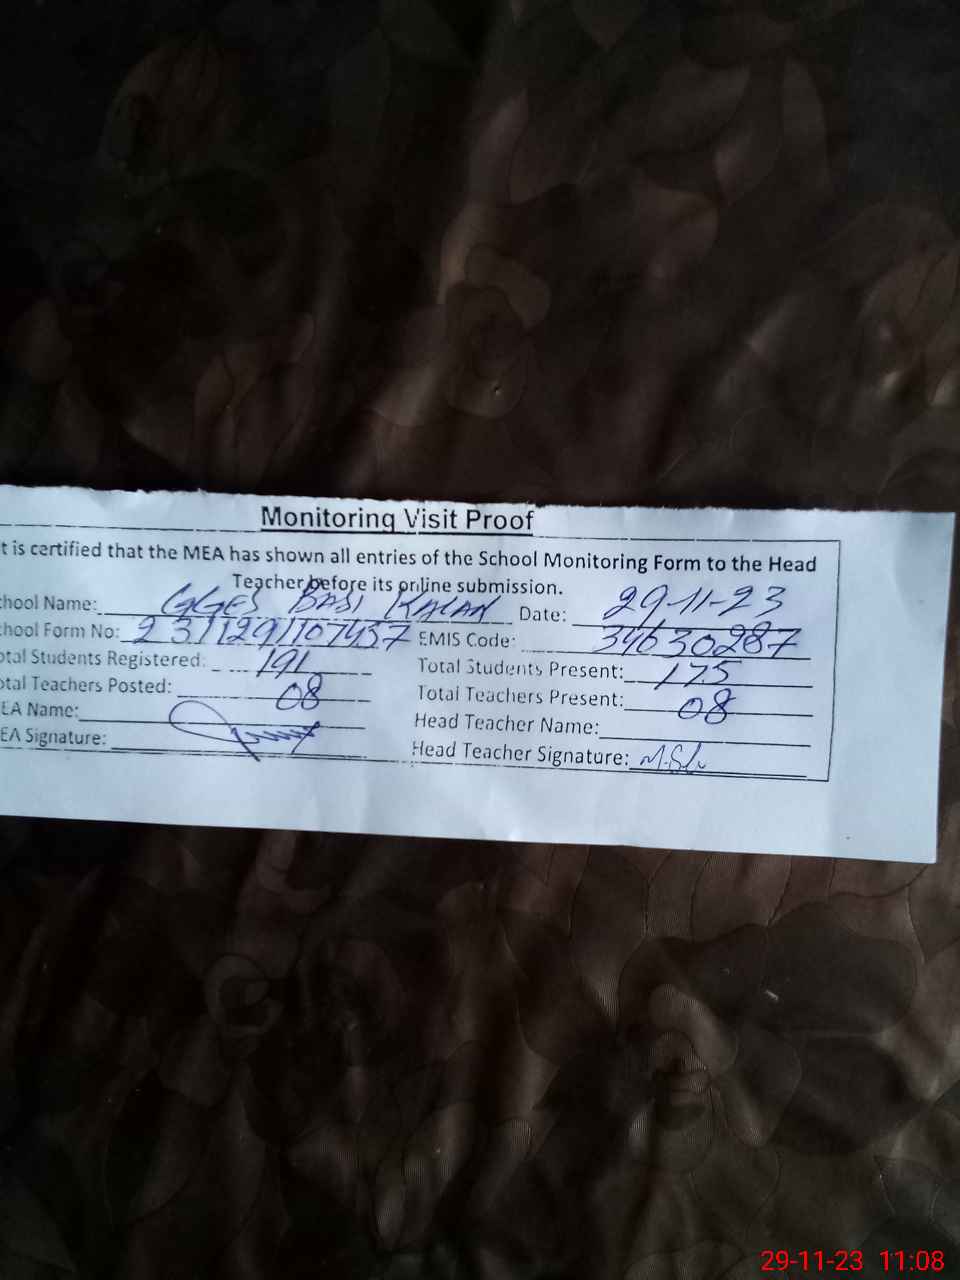 Monitoring Visit Proof
t is certified that the MEA has shown all entries of the School Monitoring Form to the Head
Teacher before its online submission.
chool Name: GGES BASI KALAN Date: 29-11-23
chool Form No: 2311291107457 EMIS Code: 34630287
otal Students Registered: 191 Total Students Present: 175
otal Teachers Posted: 08 Total Teachers Present: 08
EA Name: Head Teacher Name:
EA Signature: Head Teacher Signature:
29-11-23 11:08